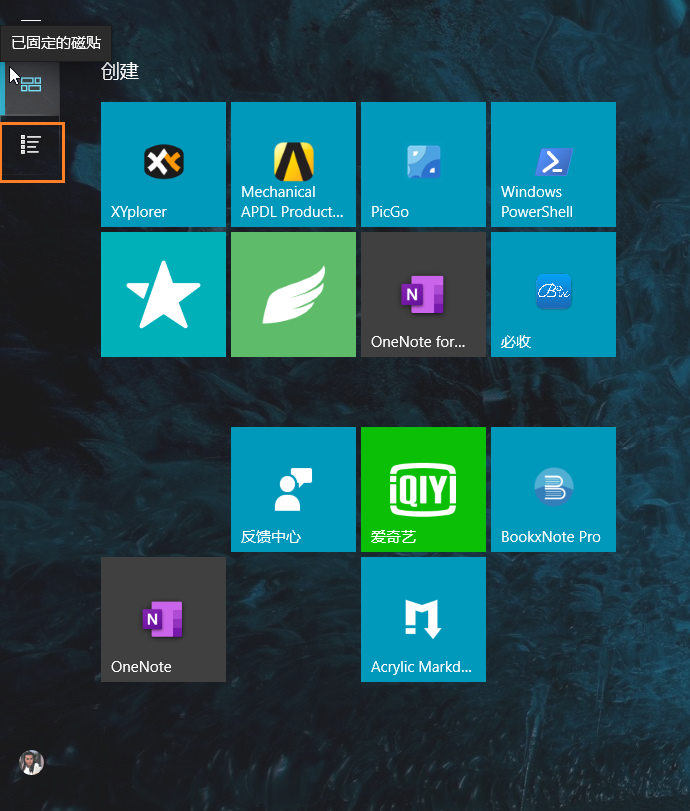 已固定的磁贴
创建
XYplorer
Mechanical
APDL Product...
PicGo
Windows
PowerShell
N
OneNote for...
Bix
必收
反馈中心
iQIYI
爱奇艺
BookxNote Pro
N
OneNote
Acrylic Markd...